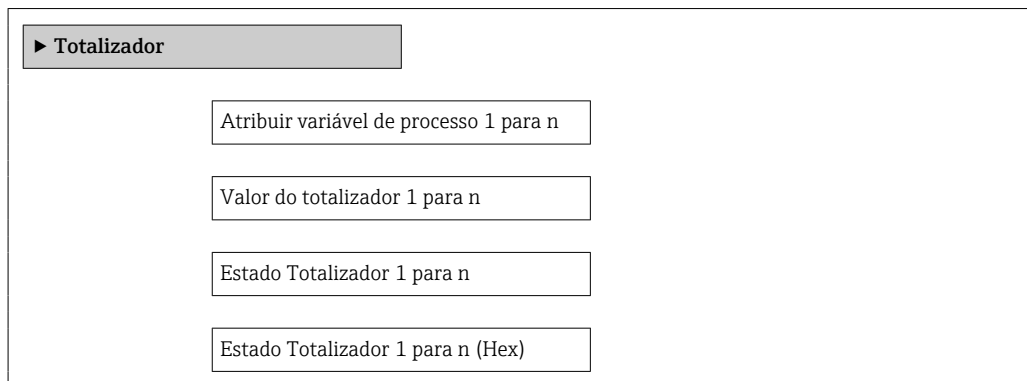 ▶ Totalizador
Atribuir variável de processo 1 para n
Valor do totalizador 1 para n
Estado Totalizador 1 para n
Estado Totalizador 1 para n (Hex)